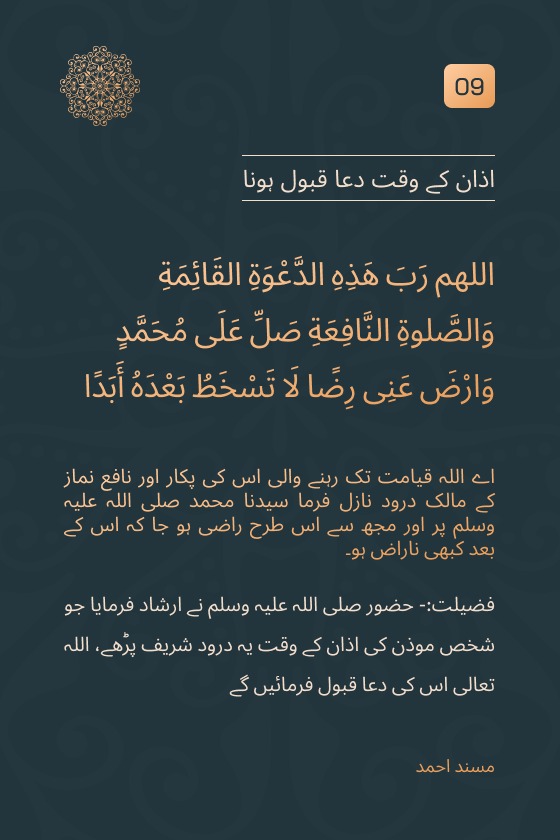 09
اذان کے وقت دعا قبول ہونا
اللهم رَبَ هَذِهِ الدَّعْوَةِ القَائِمَةِ
وَالصَّلوةِ النَّافِعَةِ صَلِّ عَلَى مُحَمَّدٍ
وَارْضَ عَنِی رِضًا لَا تَسْخَطُ بَعْدَهُ أَبَدًا
اے اللہ قیامت تک رہنے والی اس کی پکار اور نافع نماز
کے مالک درود نازل فرما سیدنا محمد صلی اللہ علیہ
وسلم پر اور مجھ سے اس طرح راضی ہو جا کہ اس کے
بعد کبھی ناراض ہو۔
فضیلت:- حضور صلی اللہ علیہ وسلم نے ارشاد فرمایا جو
شخص موذن کی اذان کے وقت یہ درود شریف پڑھے، اللہ
تعالی اس کی دعا قبول فرمائیں گے
مسند احمد